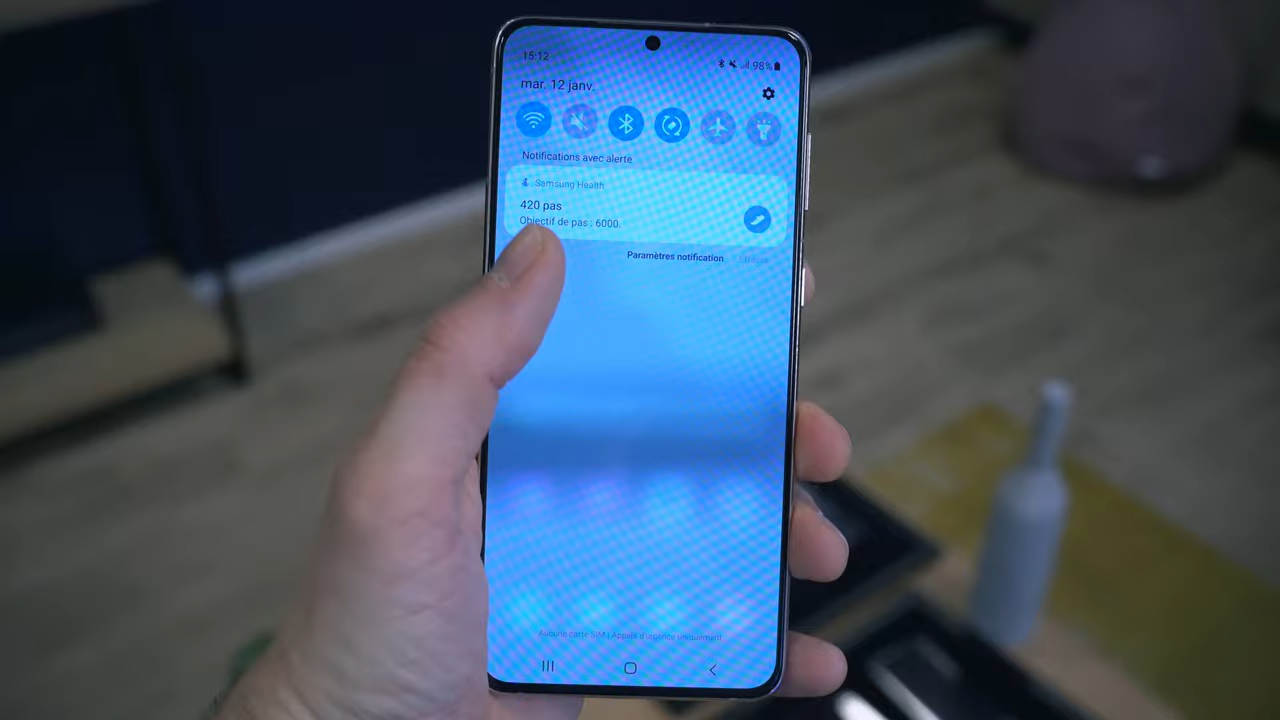 15:12
98%
mar. 12 janv.
Notifications avec alerte
Samsung Health
420 pas
Objectif de pas : 6000.
Paramètres notification
Aucune carte SIM | Appels d'urgence uniquement